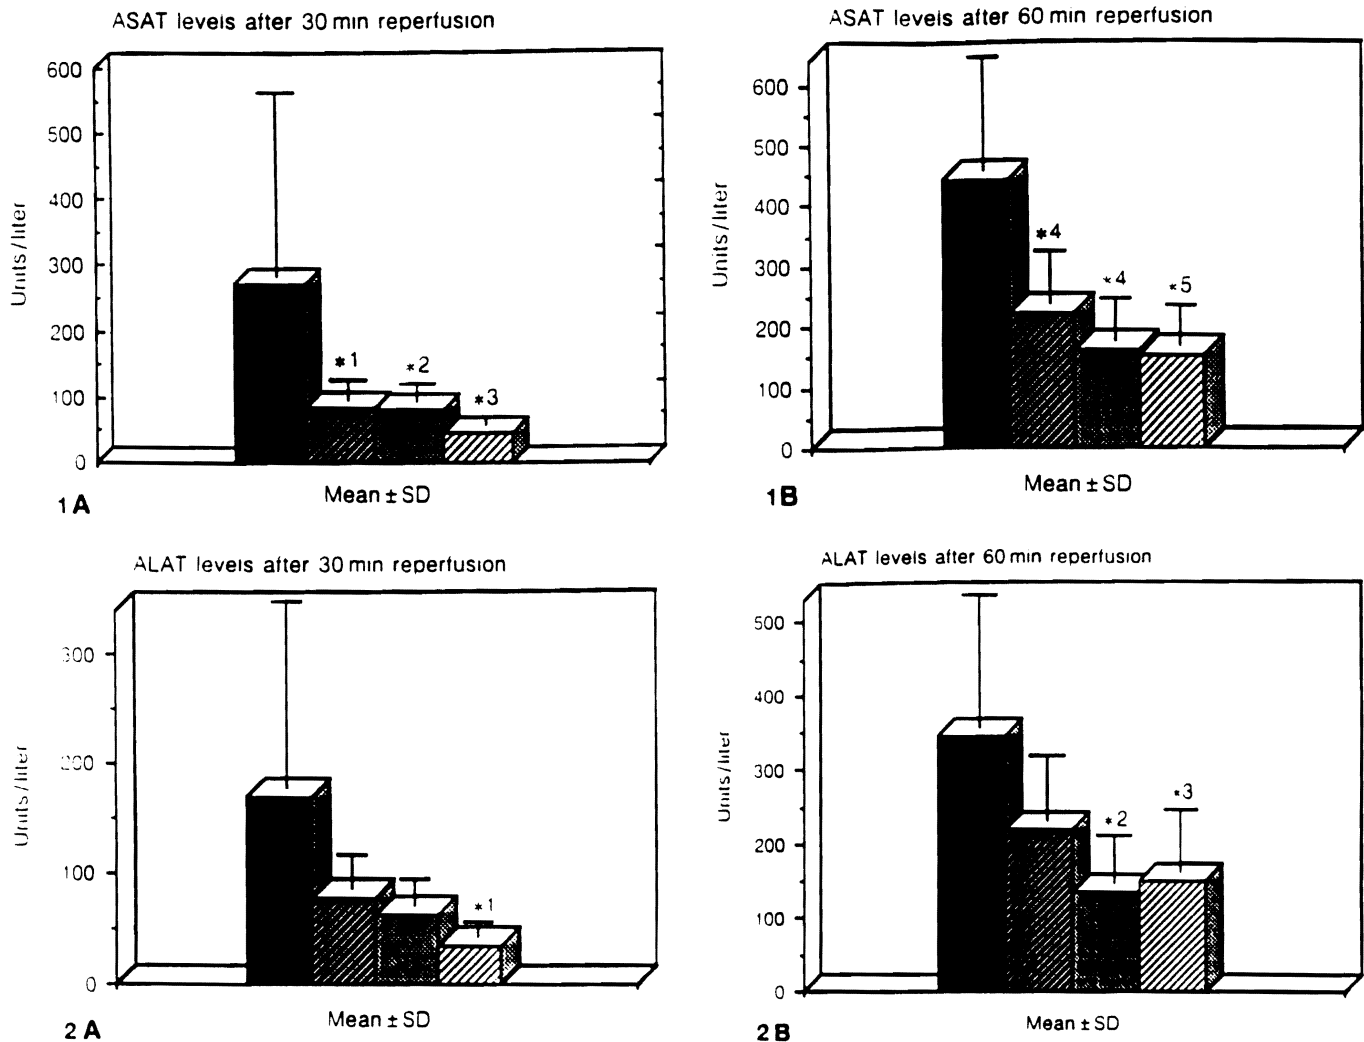 ASAT levels after 30 min reperfusion
600
500
400
300
200
100
0
Units/liter
*1
*2
*3
Mean ± SD
1A
ASAT levels after 60 min reperfusion
600
500
400
300
200
100
0
Units/liter
*4
*4
*5
Mean ± SD
1B
ALAT levels after 30 min reperfusion
300
200
100
0
Units/liter
*1
Mean ± SD
2A
ALAT levels after 60 min reperfusion
500
400
300
200
100
0
Units/liter
*2
*3
Mean ± SD
2B